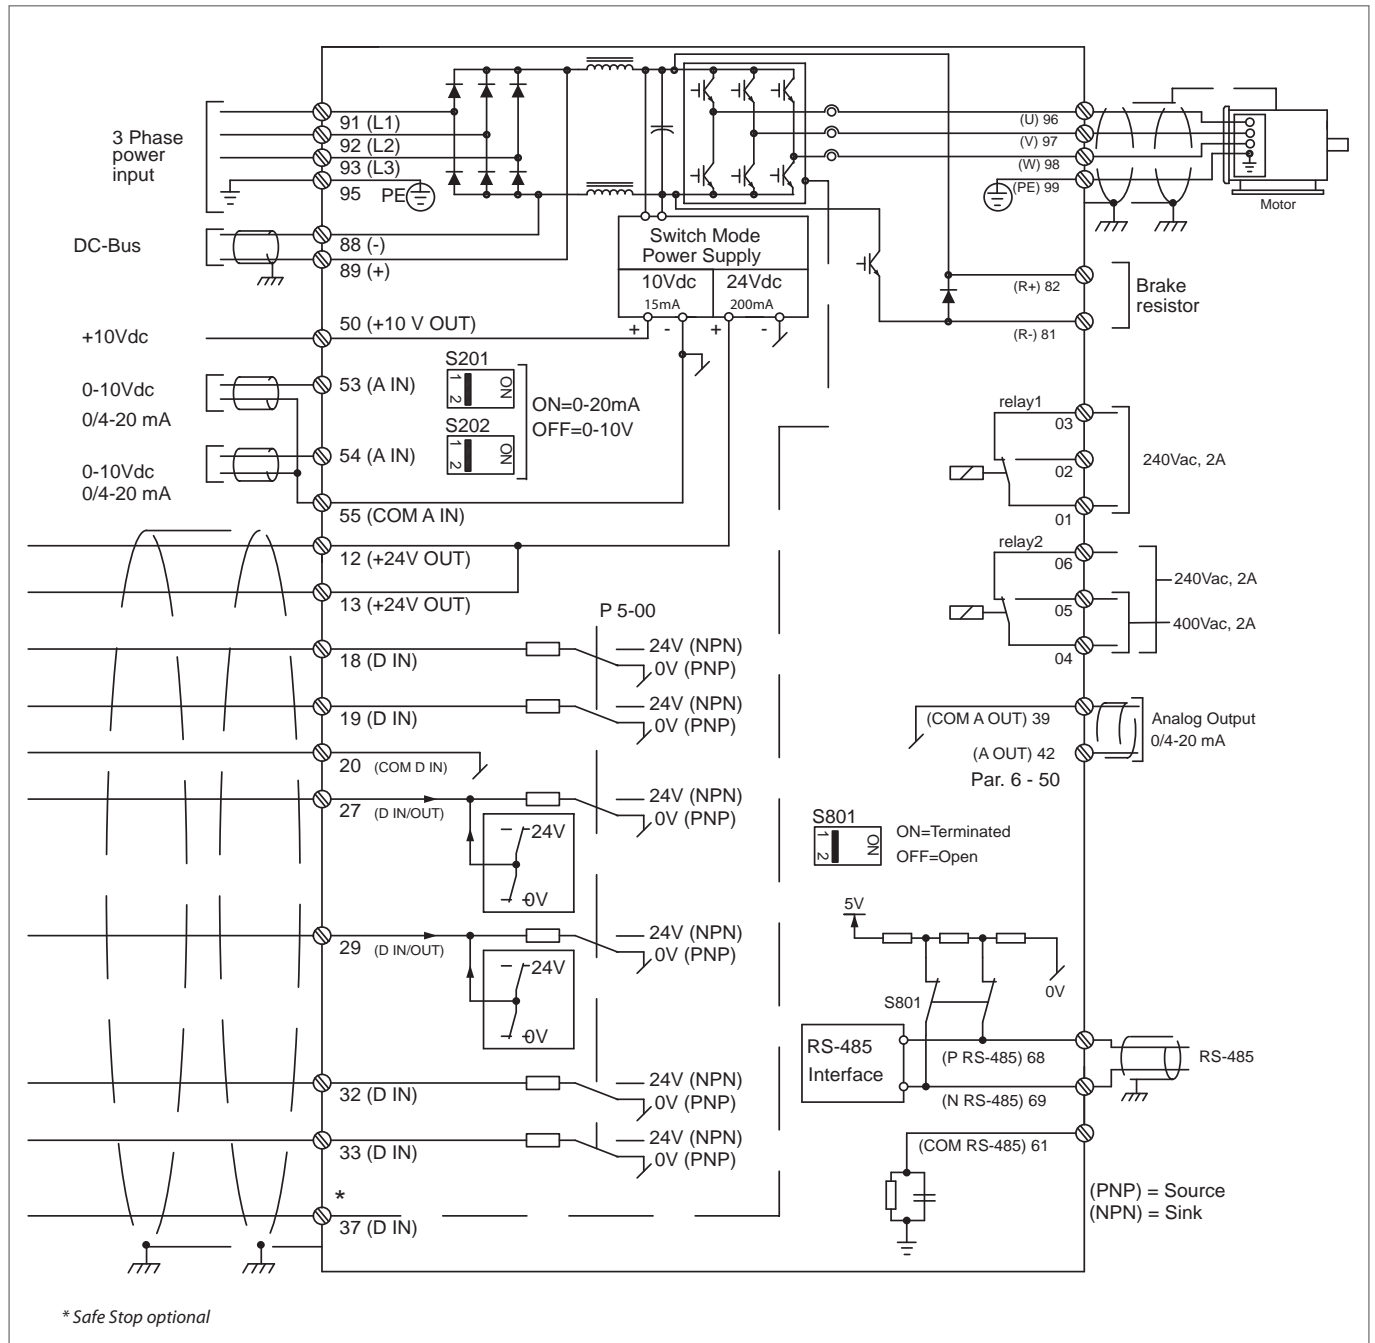 3 Phase
power
input
91 (L1)
92 (L2)
93 (L3)
95 PE
DC-Bus
88 (-)
89 (+)
+10Vdc
50 (+10 V OUT)
0-10Vdc
0/4-20 mA
53 (A IN)
0-10Vdc
0/4-20 mA
54 (A IN)
55 (COM A IN)
12 (+24V OUT)
13 (+24V OUT)
18 (D IN)
19 (D IN)
20 (COM D IN)
27 (D IN/OUT)
29 (D IN/OUT)
32 (D IN)
33 (D IN)
*
37 (D IN)
Switch Mode
Power Supply
10Vdc
15mA
24Vdc
200mA
+ - + -
S201
1 2 ON
S202
1 2 ON
ON=0-20mA
OFF=0-10V
P 5-00
24V (NPN)
0V (PNP)
24V (NPN)
0V (PNP)
24V (NPN)
0V (PNP)
24V
0V
24V (NPN)
0V (PNP)
24V
0V
24V (NPN)
0V (PNP)
24V (NPN)
0V (PNP)
(U) 96
(V) 97
(W) 98
(PE) 99
Motor
(R+) 82
(R-) 81
Brake
resistor
relay1
03
02
01
240Vac, 2A
relay2
06
05
04
240Vac, 2A
400Vac, 2A
(COM A OUT) 39
(A OUT) 42
Analog Output
0/4-20 mA
Par. 6 - 50
S801
1 2 ON
ON=Terminated
OFF=Open
5V
0V
S801
RS-485
Interface
(P RS-485) 68
(N RS-485) 69
RS-485
(COM RS-485) 61
(PNP) = Source
(NPN) = Sink
* Safe Stop optional